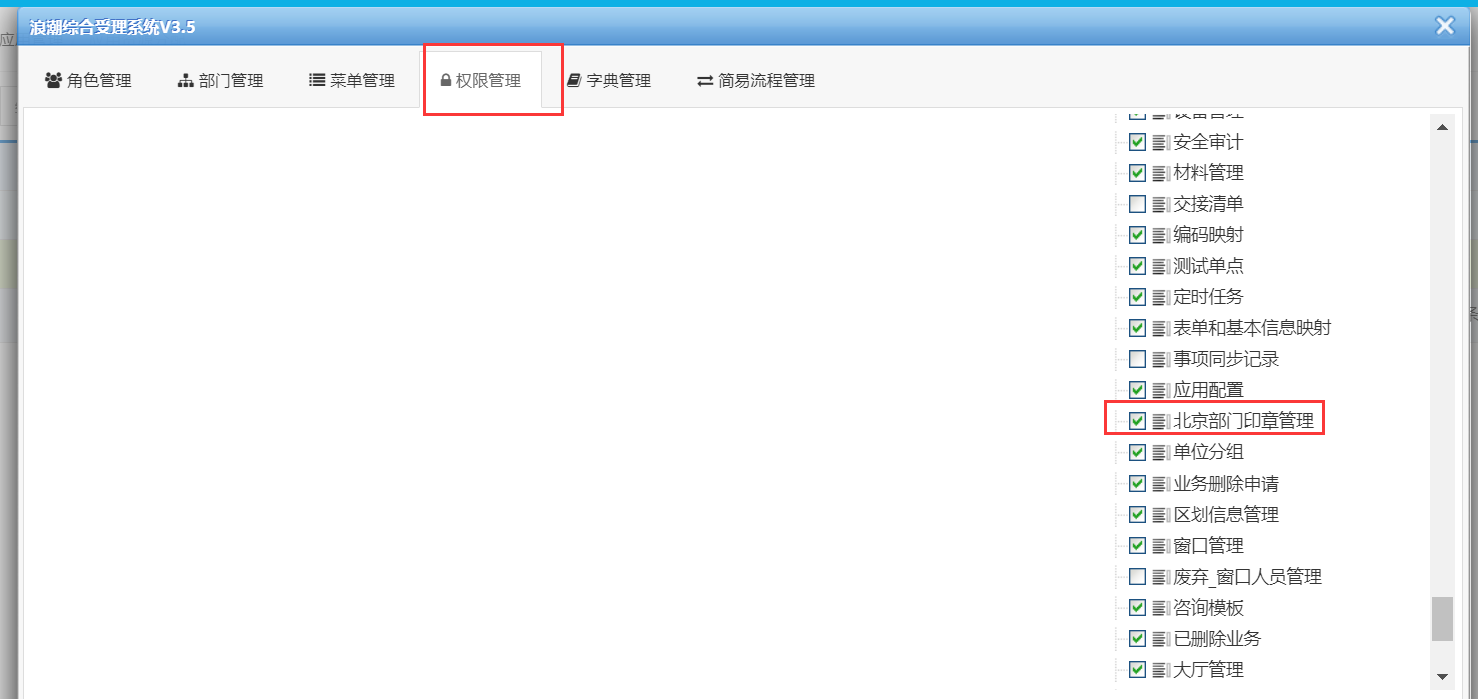 浪潮综合受理系统V3.5
角色管理
部门管理
菜单管理
权限管理
字典管理
简易流程管理
设备管理
安全审计
材料管理
交接清单
编码映射
测试单点
定时任务
表单和基本信息映射
事项同步记录
应用配置
北京部门印章管理
单位分组
业务删除申请
区划信息管理
窗口管理
废弃_窗口人员管理
咨询模板
已删除业务
大厅管理